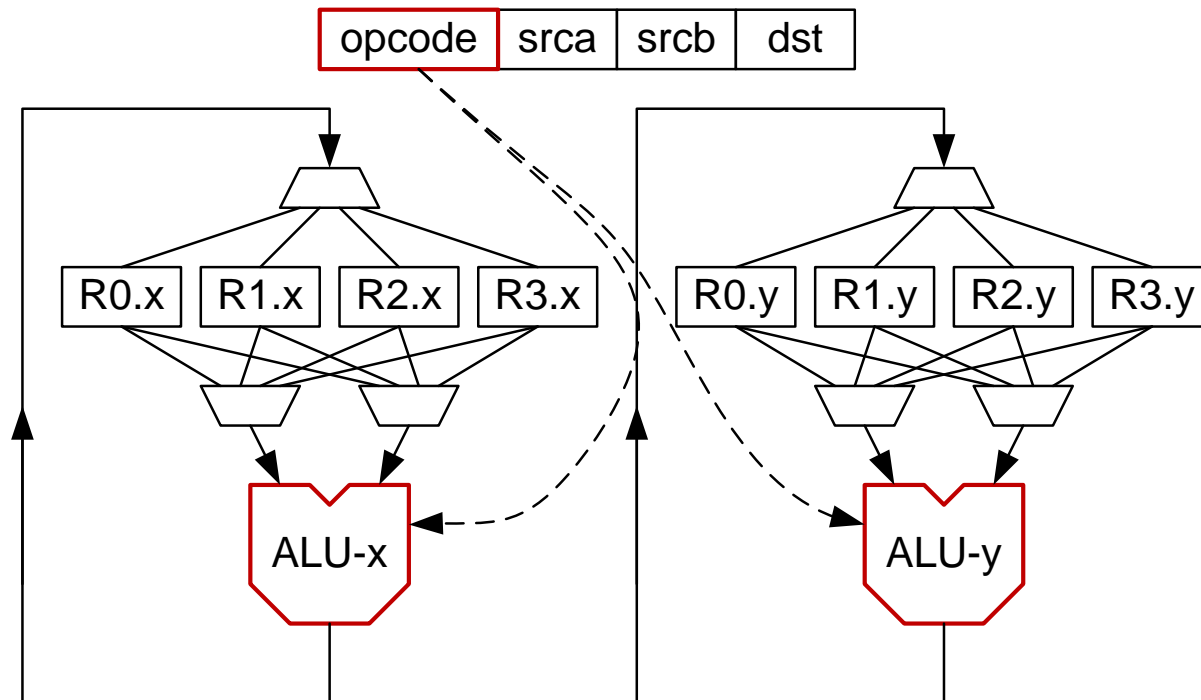 opcode srca srcb dst
R0.x R1.x R2.x R3.x R0.y R1.y R2.y R3.y
ALU-x ALU-y